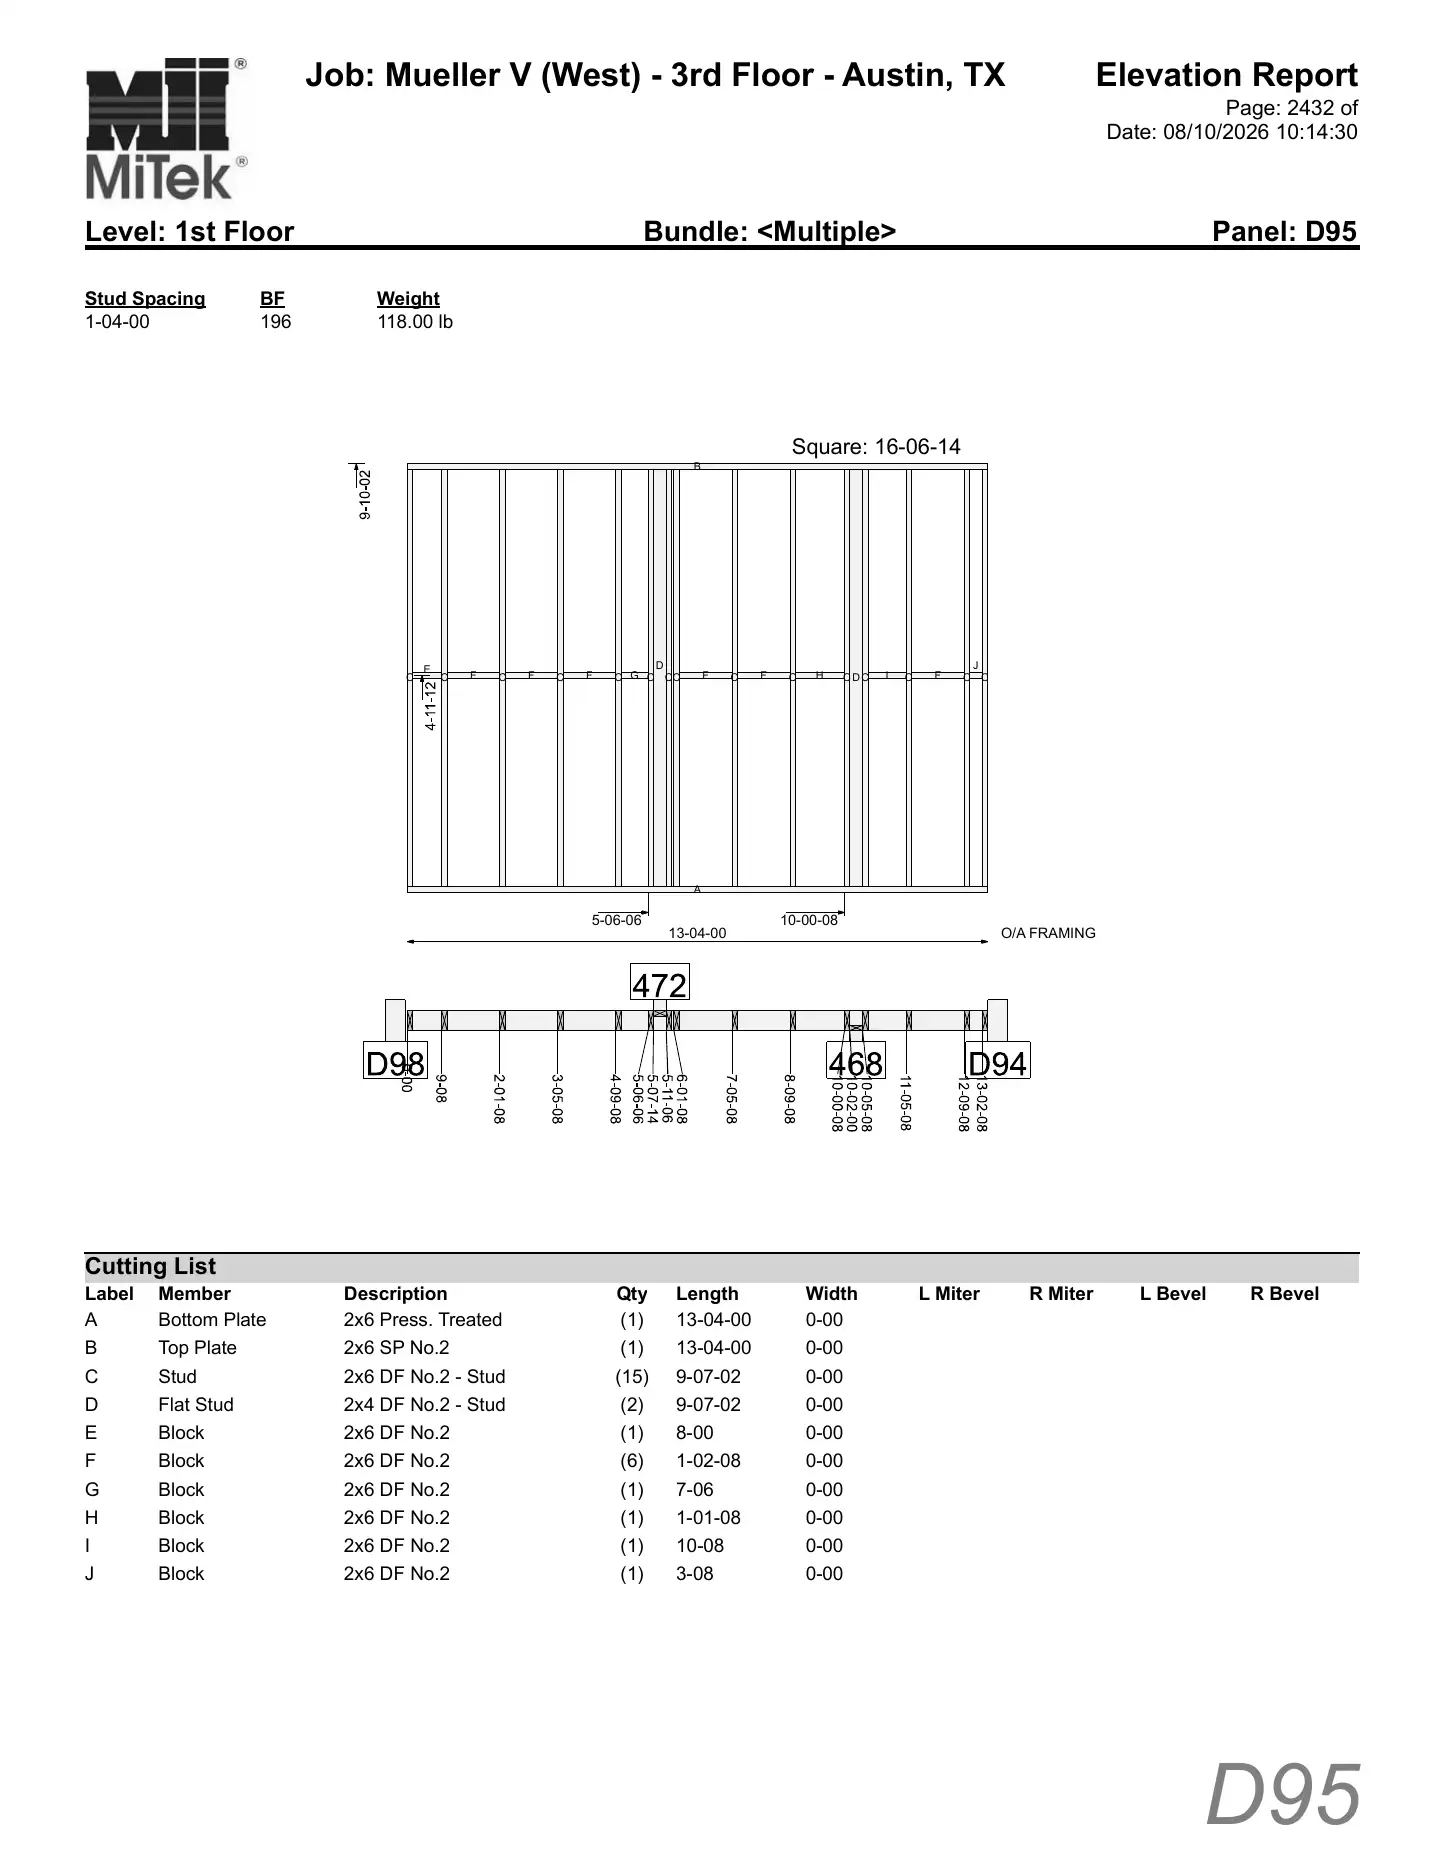 Job: Mueller V (West) - 3rd Floor - Austin, TX
Elevation Report
Page: 2432 of
Date: 08/10/2026 10:14:30
MiTek®
Level: 1st Floor Bundle: <Multiple> Panel: D95
Stud Spacing BF Weight
1-04-00 196 118.00 lb
Square: 16-06-14
B
9-10-02
D J
F F F G F F H D I F
4-11-12
A
5-06-06 10-00-08
13-04-00 O/A FRAMING
472
D98 468 D94
9-08 2-01-08 3-05-08 4-09-08 5-06-06 5-07-14 5-11-06 6-01-08 7-05-08 8-09-08 10-00-08 10-02-00 10-05-08 11-05-08 12-09-08 13-02-08
Cutting List
Label Member Description Qty Length Width L Miter R Miter L Bevel R Bevel
A Bottom Plate 2x6 Press. Treated (1) 13-04-00 0-00
B Top Plate 2x6 SP No.2 (1) 13-04-00 0-00
C Stud 2x6 DF No.2 - Stud (15) 9-07-02 0-00
D Flat Stud 2x4 DF No.2 - Stud (2) 9-07-02 0-00
E Block 2x6 DF No.2 (1) 8-00 0-00
F Block 2x6 DF No.2 (6) 1-02-08 0-00
G Block 2x6 DF No.2 (1) 7-06 0-00
H Block 2x6 DF No.2 (1) 1-01-08 0-00
I Block 2x6 DF No.2 (1) 10-08 0-00
J Block 2x6 DF No.2 (1) 3-08 0-00
D95